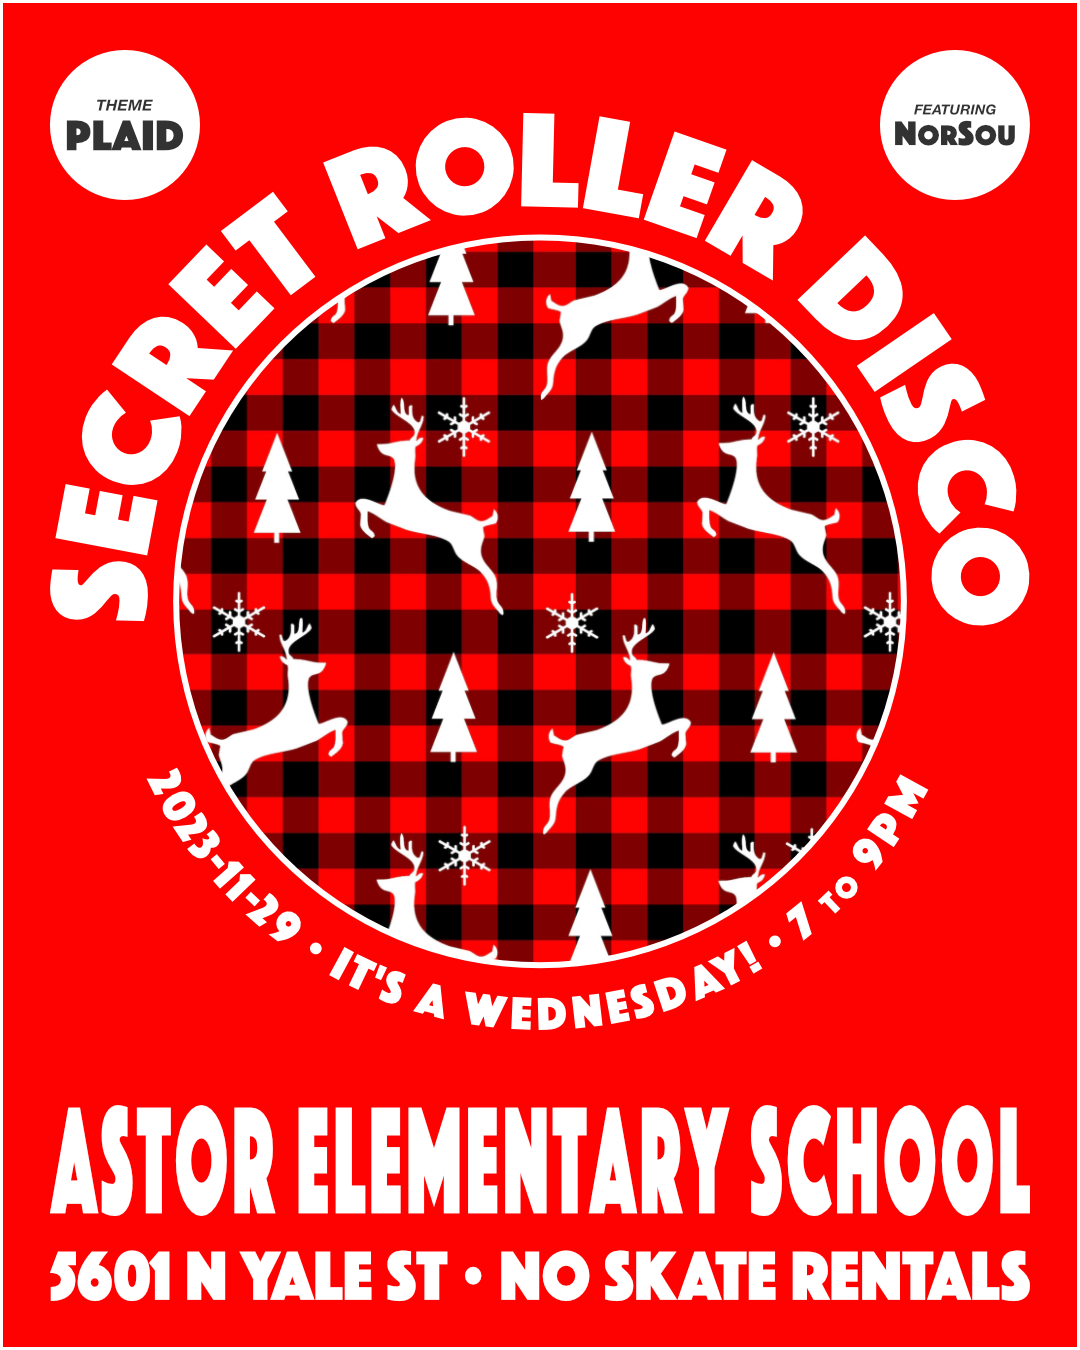 THEME
PLAID
FEATURING
NORSOU
SECRET ROLLER DISCO
2023-11-29 • IT'S A WEDNESDAY! • 7 TO 9PM
ASTOR ELEMENTARY SCHOOL
5601 N YALE ST • NO SKATE RENTALS